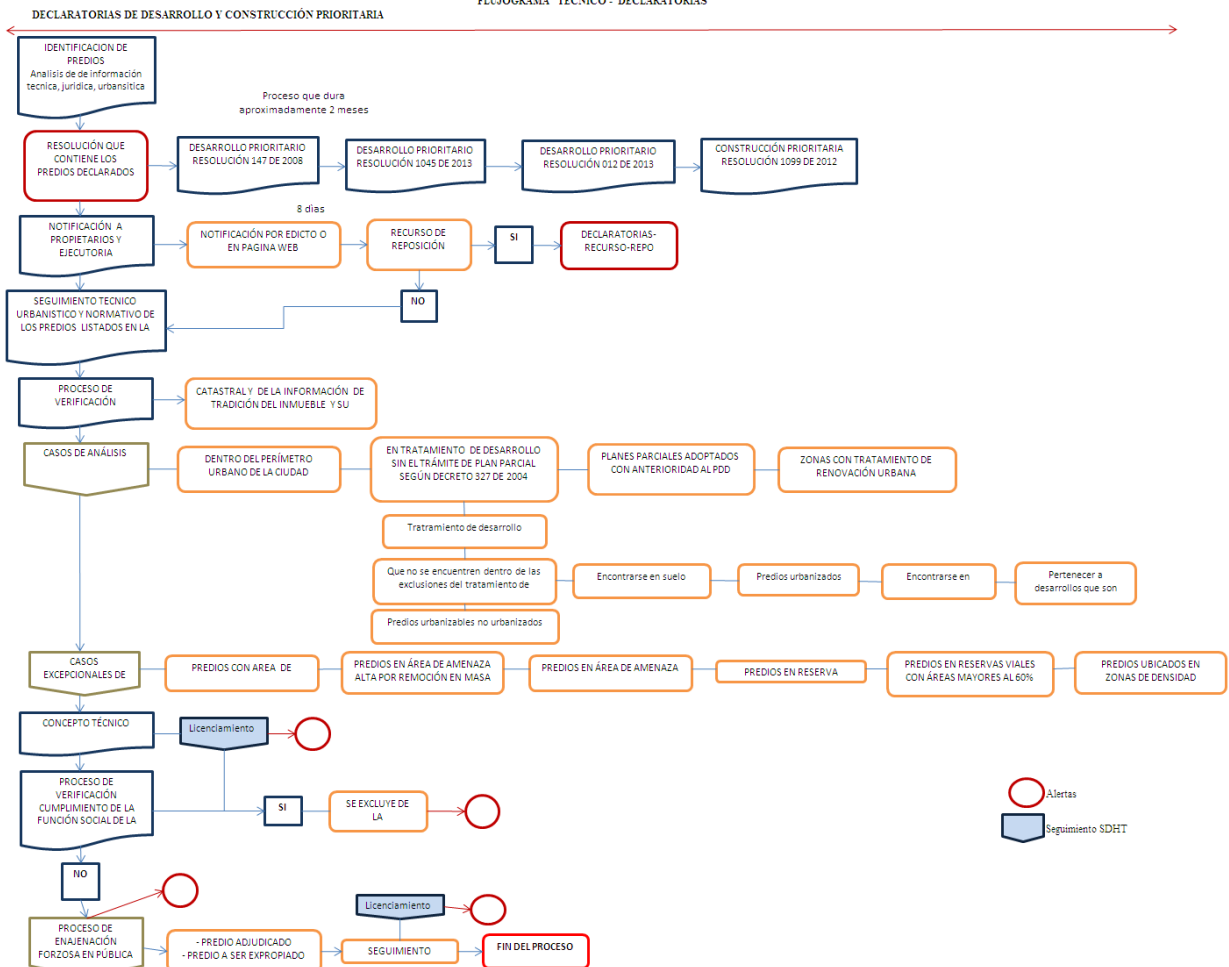 FLUJOGRAMA TECNICO - DECLARATORIAS
DECLARATORIAS DE DESARROLLO Y CONSTRUCCIÓN PRIORITARIA
IDENTIFICACION DE
PREDIOS
Analisis de de información
tecnica, juridica, urbansitica
Proceso que dura
aproximadamente 2 meses
RESOLUCIÓN QUE
CONTIENE LOS
PREDIOS DECLARADOS
DESARROLLO PRIORITARIO
RESOLUCIÓN 147 DE 2008
DESARROLLO PRIORITARIO
RESOLUCIÓN 1045 DE 2013
DESARROLLO PRIORITARIO
RESOLUCIÓN 012 DE 2013
CONSTRUCCIÓN PRIORITARIA
RESOLUCIÓN 1099 DE 2012
8 dìas
NOTIFICACIÓN A
PROPIETARIOS Y
EJECUTORIA
NOTIFICACIÓN POR EDICTO O
EN PAGINA WEB
RECURSO DE
REPOSICIÓN
SI
DECLARATORIAS-
RECURSO-REPO
NO
SEGUIMIENTO TECNICO
URBANISTICO Y NORMATIVO DE
LOS PREDIOS LISTADOS EN LA
PROCESO DE
VERIFICACIÓN
CATASTRAL Y DE LA INFORMACIÓN DE
TRADICIÓN DEL INMUEBLE Y SU
CASOS DE ANÁLISIS
DENTRO DEL PERÍMETRO
URBANO DE LA CIUDAD
EN TRATAMIENTO DE DESARROLLO
SIN EL TRÁMITE DE PLAN PARCIAL
SEGÚN DECRETO 327 DE 2004
PLANES PARCIALES ADOPTADOS
CON ANTERIORIDAD AL PDD
ZONAS CON TRATAMIENTO DE
RENOVACIÓN URBANA
Tratramiento de desarrollo
Que no se encuentren dentro de las
exclusiones del tratamiento de
Encontrarse en suelo
Predios urbanizados
Encontrarse en
Pertenecer a
desarrollos que son
Predios urbanizables no urbanizados
CASOS
EXCEPCIONALES DE
PREDIOS CON AREA DE
PREDIOS EN ÁREA DE AMENAZA
ALTA POR REMOCIÓN EN MASA
PREDIOS EN ÁREA DE AMENAZA
PREDIOS EN RESERVA
PREDIOS EN RESERVAS VIALES
CON ÁREAS MAYORES AL 60%
PREDIOS UBICADOS EN
ZONAS DE DENSIDAD
CONCEPTO TÉCNICO
Licenciamiento
PROCESO DE
VERIFICACIÓN
CUMPLIMIENTO DE LA
FUNCIÓN SOCIAL DE LA
SI
SE EXCLUYE DE
LA
Alertas
Seguimiento SDHT
NO
PROCESO DE
ENAJENACIÓN
FORZOSA EN PÚBLICA
- PREDIO ADJUDICADO
- PREDIO A SER EXPROPIADO
Licenciamiento
SEGUIMIENTO
FIN DEL PROCESO